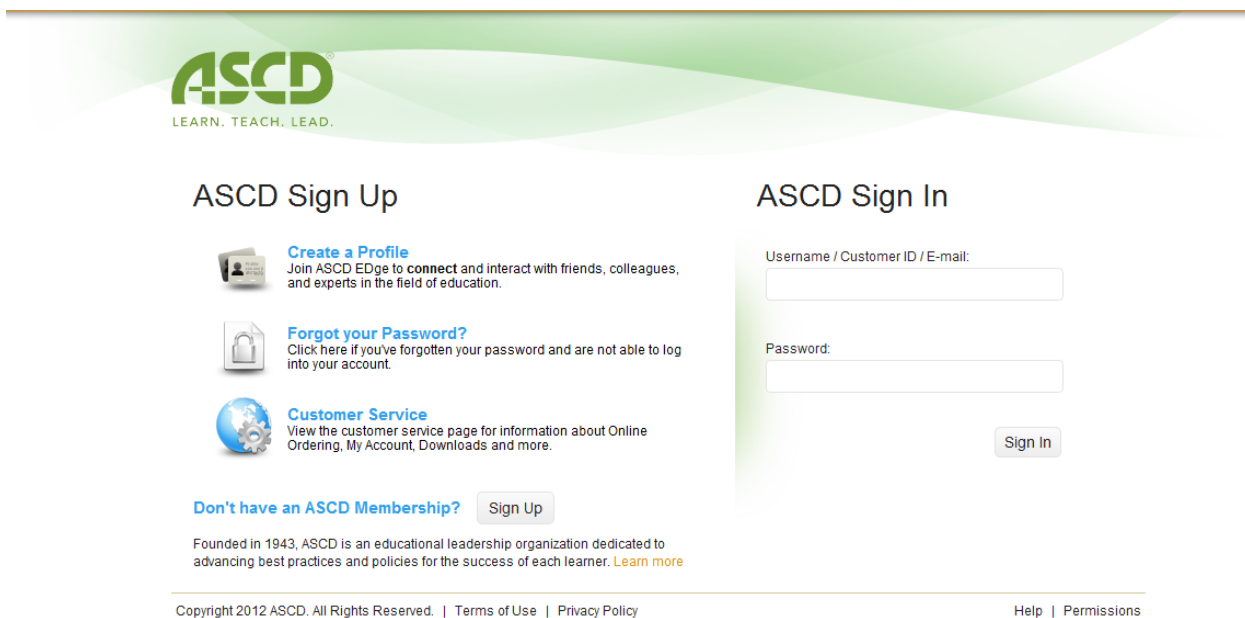 ASCD®
LEARN. TEACH. LEAD.
ASCD Sign Up
Create a Profile
Join ASCD EDge to connect and interact with friends, colleagues,
and experts in the field of education.
Forgot your Password?
Click here if you've forgotten your password and are not able to log
into your account.
Customer Service
View the customer service page for information about Online
Ordering, My Account, Downloads and more.
Don't have an ASCD Membership? Sign Up
Founded in 1943, ASCD is an educational leadership organization dedicated to
advancing best practices and policies for the success of each learner. Learn more
ASCD Sign In
Username / Customer ID / E-mail:
Password:
Sign In
Copyright 2012 ASCD. All Rights Reserved. | Terms of Use | Privacy Policy
Help | Permissions